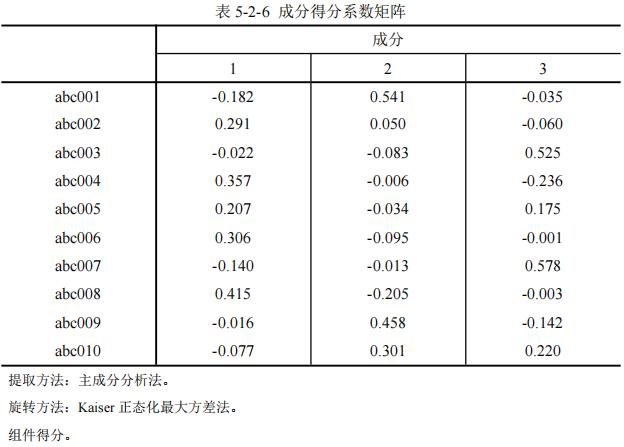 表 5-2-6 成分得分系数矩阵
成分
1 2 3
abc001 -0.182 0.541 -0.035
abc002 0.291 0.050 -0.060
abc003 -0.022 -0.083 0.525
abc004 0.357 -0.006 -0.236
abc005 0.207 -0.034 0.175
abc006 0.306 -0.095 -0.001
abc007 -0.140 -0.013 0.578
abc008 0.415 -0.205 -0.003
abc009 -0.016 0.458 -0.142
abc010 -0.077 0.301 0.220
提取方法：主成分分析法。
旋转方法：Kaiser 正态化最大方差法。
组件得分。